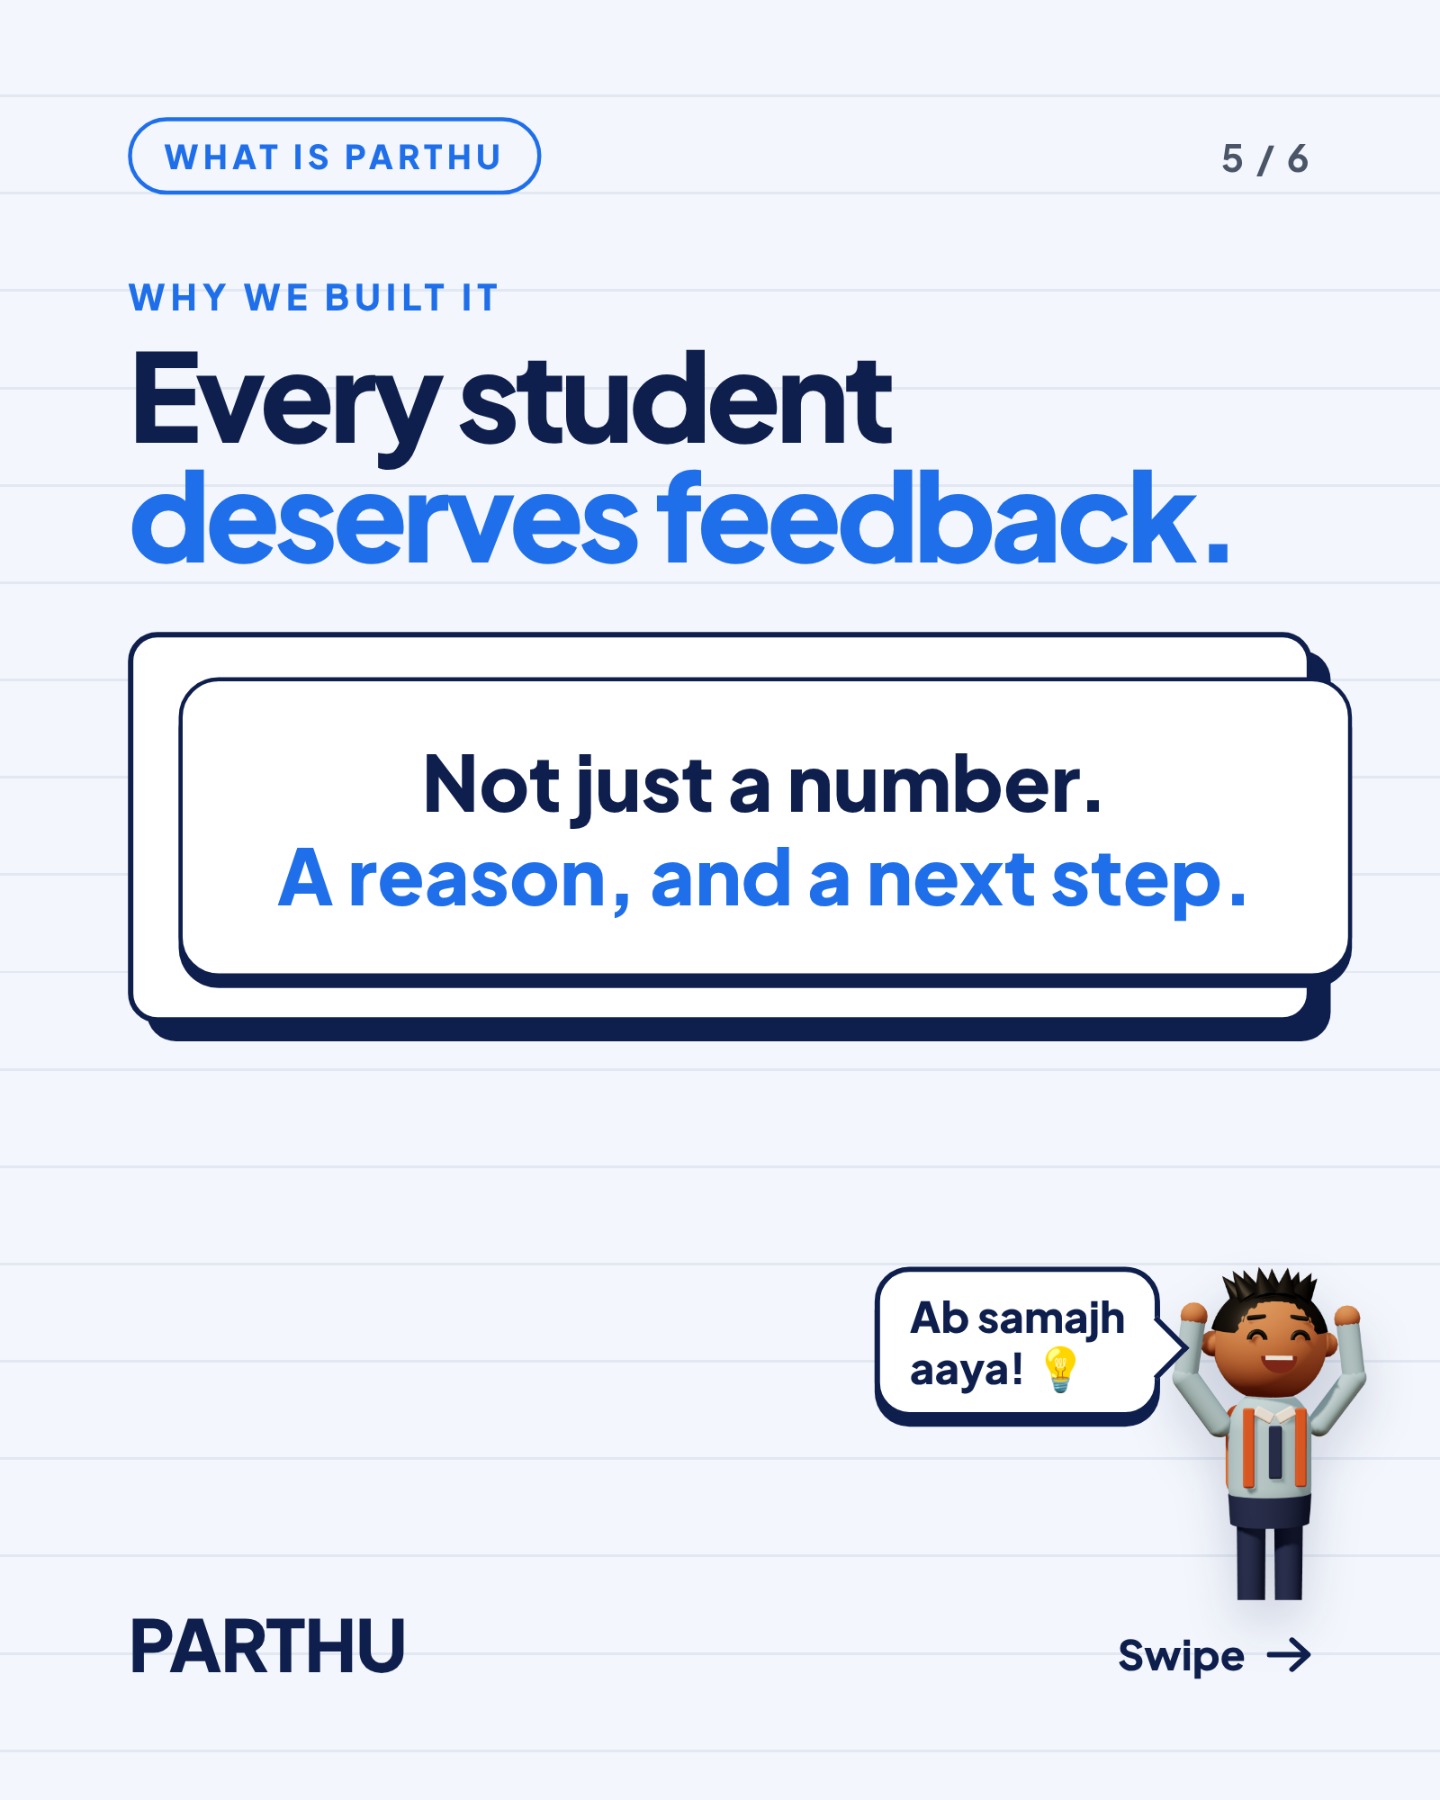 WHAT IS PARTHU
5 / 6
WHY WE BUILT IT
Every student
deserves feedback.
Not just a number.
A reason, and a next step.
Ab samajh
aaya! 💡
PARTHU
Swipe →